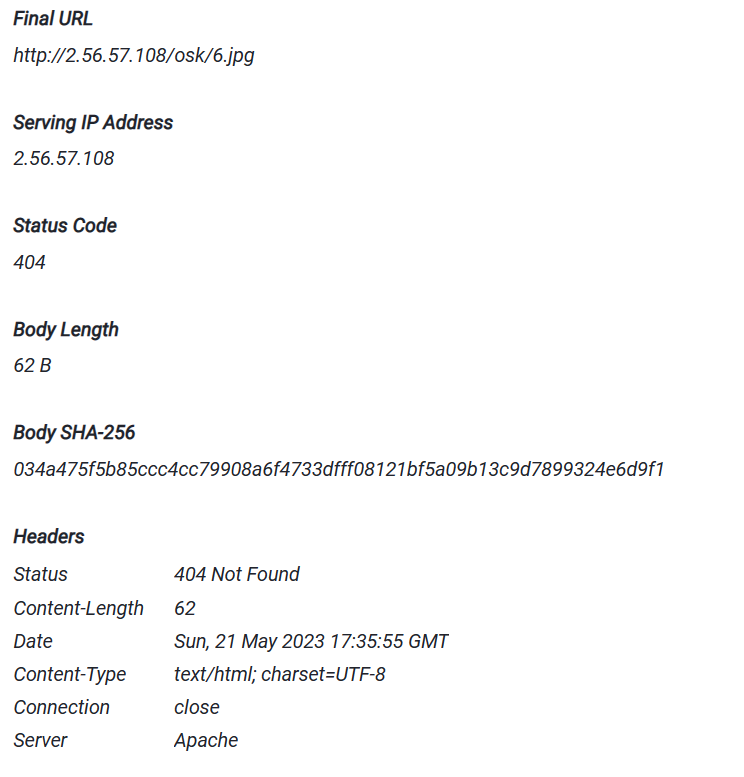 Final URL
http://2.56.57.108/osk/6.jpg
Serving IP Address
2.56.57.108
Status Code
404
Body Length
62 B
Body SHA-256
034a475f5b85ccc4cc79908a6f4733dfff08121bf5a09b13c9d7899324e6d9f1
Headers
Status 404 Not Found
Content-Length 62
Date Sun, 21 May 2023 17:35:55 GMT
Content-Type text/html; charset=UTF-8
Connection close
Server Apache